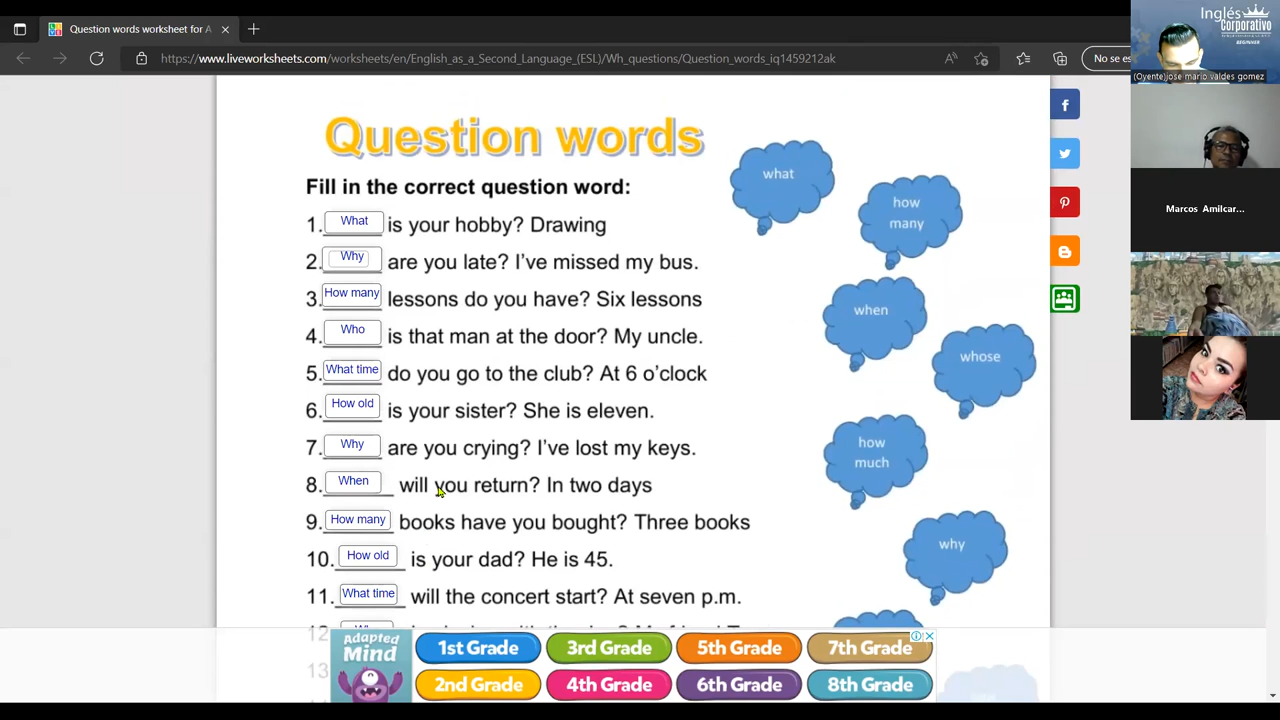 Question words worksheet for A
https://www.liveworksheets.com/worksheets/en/English_as_a_Second_Language_(ESL)/Wh_questions/Question_words_iq1459212ak
No se es
Inglés
Corporativo
BEGINNER
(Oyente)jose mario valdes gomez
Marcos Amilcar...
Question words
Fill in the correct question word:
1. What is your hobby? Drawing
2. Why are you late? I've missed my bus.
3. How many lessons do you have? Six lessons
4. Who is that man at the door? My uncle.
5. What time do you go to the club? At 6 o'clock
6. How old is your sister? She is eleven.
7. Why are you crying? I've lost my keys.
8. When will you return? In two days
9. How many books have you bought? Three books
10. How old is your dad? He is 45.
11. What time will the concert start? At seven p.m.
12.
13
what
how
many
when
whose
how
much
why
Adapted
Mind
1st Grade
3rd Grade
5th Grade
7th Grade
2nd Grade
4th Grade
6th Grade
8th Grade